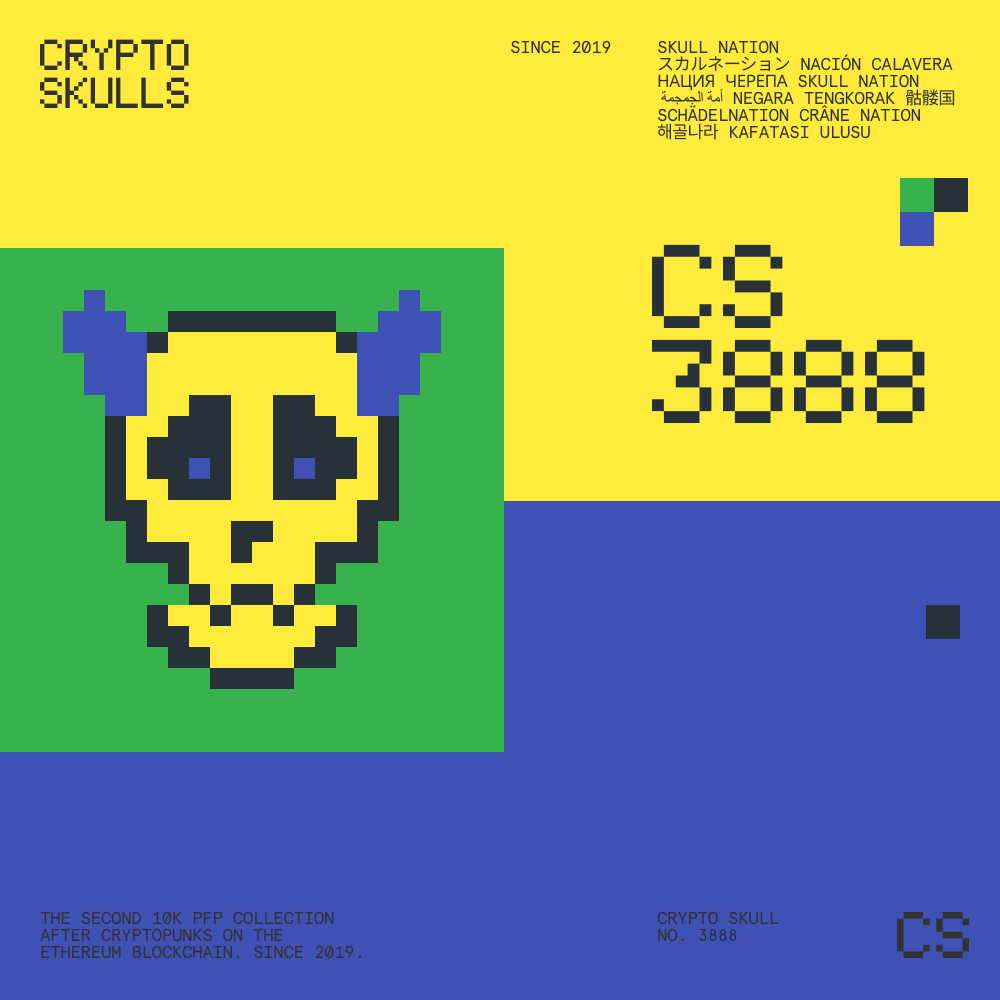 CRYPTO
SKULLS
SINCE 2019
SKULL NATION
スカルネーション NACIÓN CALAVERA
НАЦИЯ ЧЕРЕПА SKULL NATION
أمة الجمجمة NEGARA TENGKORAK 骷髅国
SCHÄDELNATION CRÂNE NATION
해골나라 KAFATASI ULUSU
CS
3888
THE SECOND 10K PFP COLLECTION
AFTER CRYPTOPUNKS ON THE
ETHEREUM BLOCKCHAIN. SINCE 2019.
CRYPTO SKULL
NO. 3888
CS